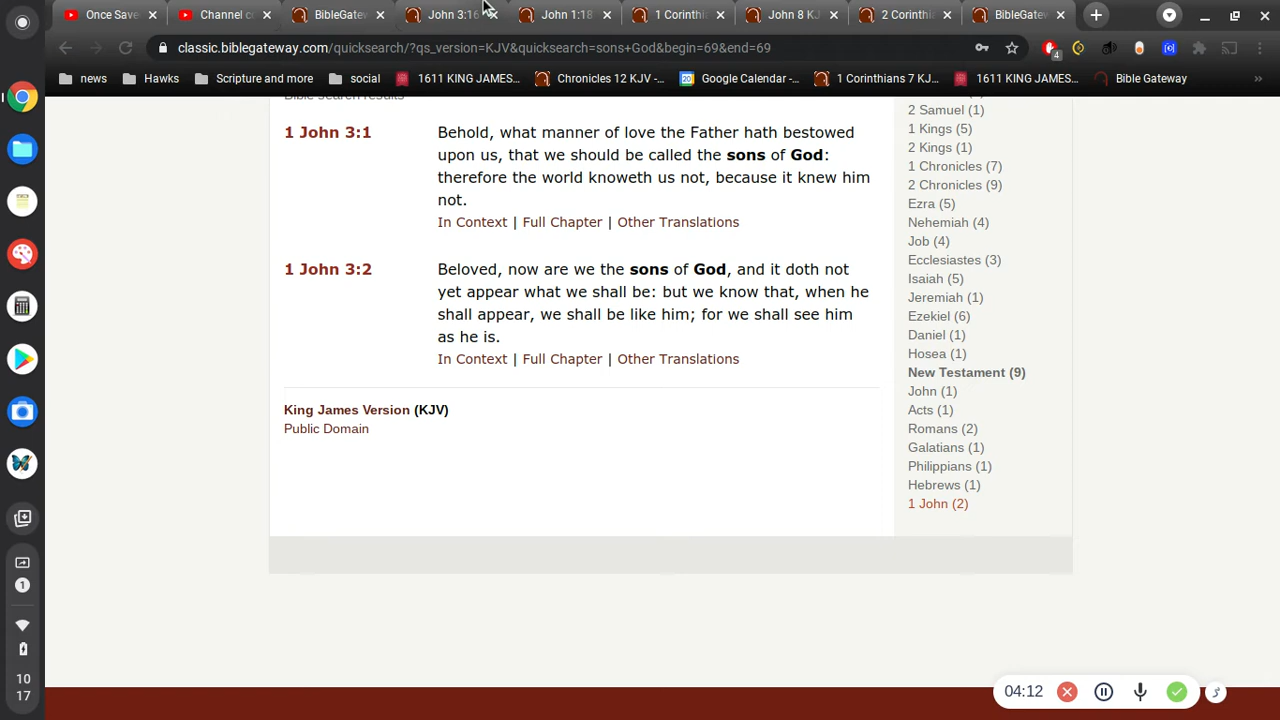 Once Save
Channel c
BibleGatew
John 3:16
John 1:18
1 Corinthi
John 8 KJ
2 Corinthi
BibleGatew
classic.biblegateway.com/quicksearch/?qs_version=KJV&quicksearch=sons+God&begin=69&end=69
4
news
Hawks
Scripture and more
social
1611 KING JAMES...
Chronicles 12 KJV -...
20
Google Calendar -...
1 Corinthians 7 KJ...
1611 KING JAMES...
Bible Gateway
»
Bible search results
1 John 3:1
Behold, what manner of love the Father hath bestowed
upon us, that we should be called the sons of God:
therefore the world knoweth us not, because it knew him
not.
In Context | Full Chapter | Other Translations
1 John 3:2
Beloved, now are we the sons of God, and it doth not
yet appear what we shall be: but we know that, when he
shall appear, we shall be like him; for we shall see him
as he is.
In Context | Full Chapter | Other Translations
King James Version (KJV)
Public Domain
2 Samuel (1)
1 Kings (5)
2 Kings (1)
1 Chronicles (7)
2 Chronicles (9)
Ezra (5)
Nehemiah (4)
Job (4)
Ecclesiastes (3)
Isaiah (5)
Jeremiah (1)
Ezekiel (6)
Daniel (1)
Hosea (1)
New Testament (9)
John (1)
Acts (1)
Romans (2)
Galatians (1)
Philippians (1)
Hebrews (1)
1 John (2)
1
10
17
04:12